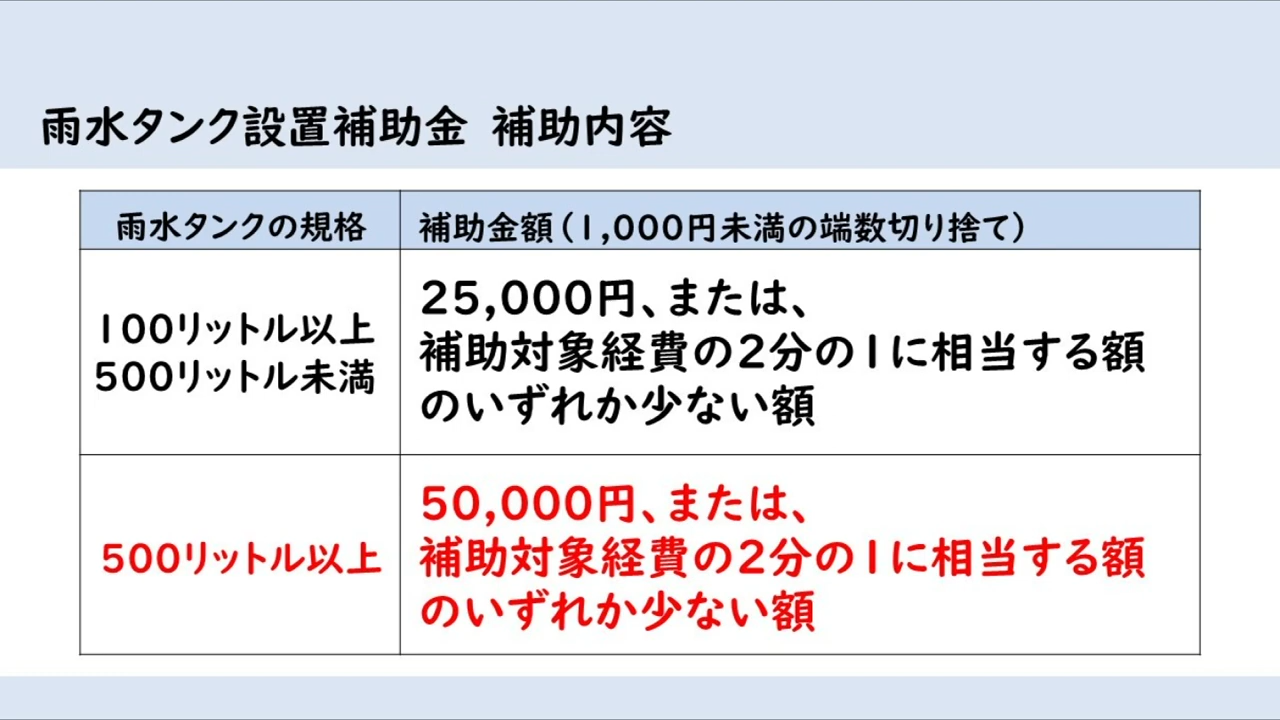 雨水タンク設置補助金 補助内容
雨水タンクの規格
補助金額(1,000円未満の端数切り捨て)
100リットル以上
500リットル未満
25,000円、または、
補助対象経費の2分の1に相当する額
のいずれか少ない額
500リットル以上
50,000円、または、
補助対象経費の2分の1に相当する額
のいずれか少ない額